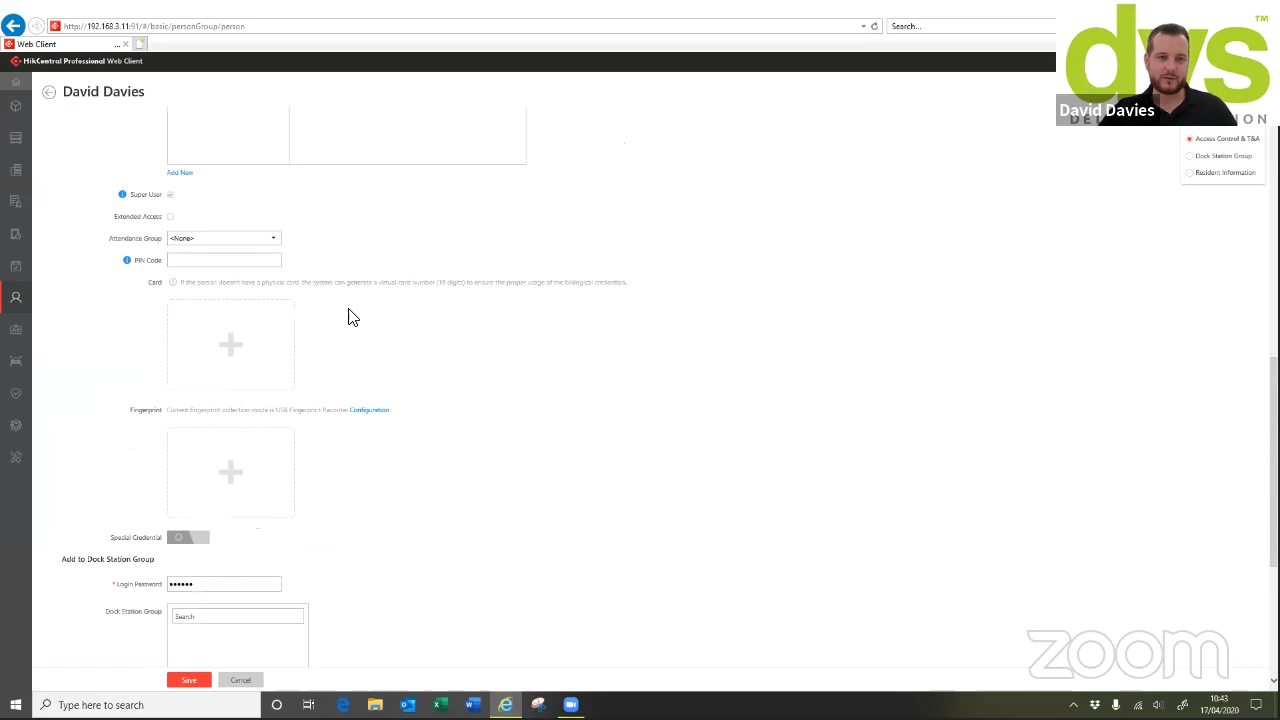 http://192.168.3.11:91/#/basic/personGroup/person
Search...
Web Client
...
HikCentral Professional Web Client
dvs
TM
David Davies
David Davies
Access Control & T&A
Dock Station Group
Resident Information
Add New
Super User
Extended Access
Attendance Group
<None>
PIN Code
Card
If the person doesn't have a physical card, the system can generate a virtual card number (16 digits) to ensure the proper usage of the biological credentials.
Fingerprint
Current fingerprint collection mode is USB Fingerprint Recorder.Configuration
Special Credential
Add to Dock Station Group
* Login Password
••••••
Dock Station Group
Search
zoom
Save
Cancel
Type here to search
10:43
17/04/2020